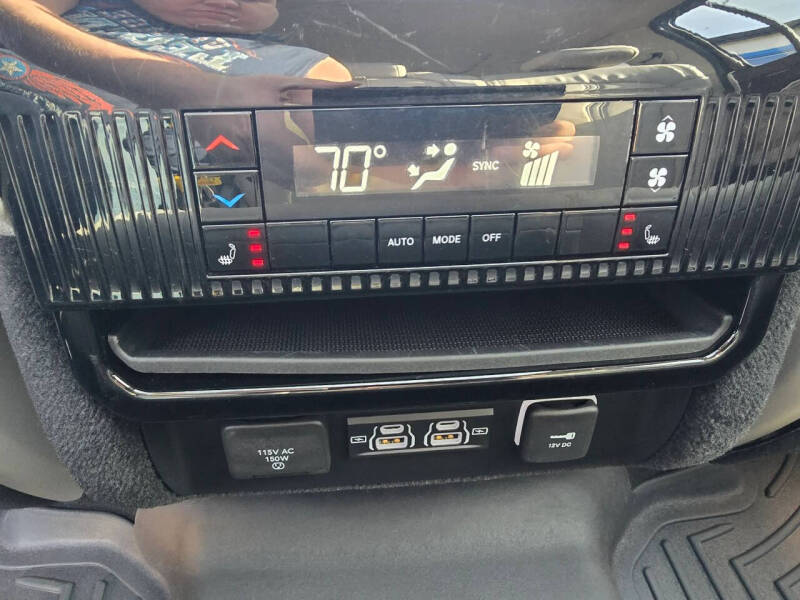 70° SYNC
AUTO MODE OFF
115V AC
150W
12V DC